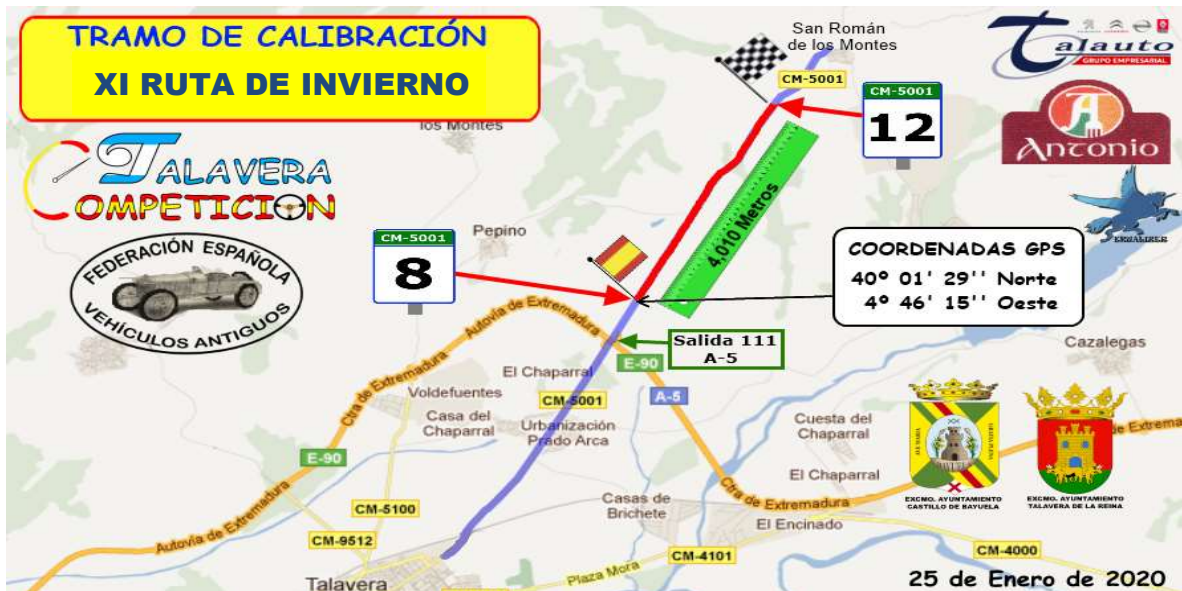 TRAMO DE CALIBRACIÓN
XI RUTA DE INVIERNO
San Román
de los Montes
CM-5001
Talauto
GRUPO EMPRESARIAL
CM-5001
12
los Montes
Antonio
TALAVERA
COMPETICION
4,010 Metros
Pepino
CM-5001
8
COORDENADAS GPS
40º 01' 29'' Norte
4º 46' 15'' Oeste
FEDERACIÓN ESPAÑOLA
VEHÍCULOS ANTIGUOS
Autovía de Extremadura
Salida 111
A-5
E-90
Cazalegas
El Chaparral
A-5
Ctra de Extremadura
Voldefuentes
CM-5001
Casa del
Chaparral
Urbanización
Prado Arca
Cuesta del
Chaparral
de Extrema
E-90
El Chaparral
Ctra de Extremadura
EXCMO. AYUNTAMIENTO
CASTILLO DE BAYUELA
EXCMO. AYUNTAMIENTO
TALAVERA DE LA REINA
Casas de
Brichete
CM-5100
El Encinado
Autovía de Extremadura
CM-9512
CM-4101
CM-4000
Plaza Mora
Talavera
25 de Enero de 2020